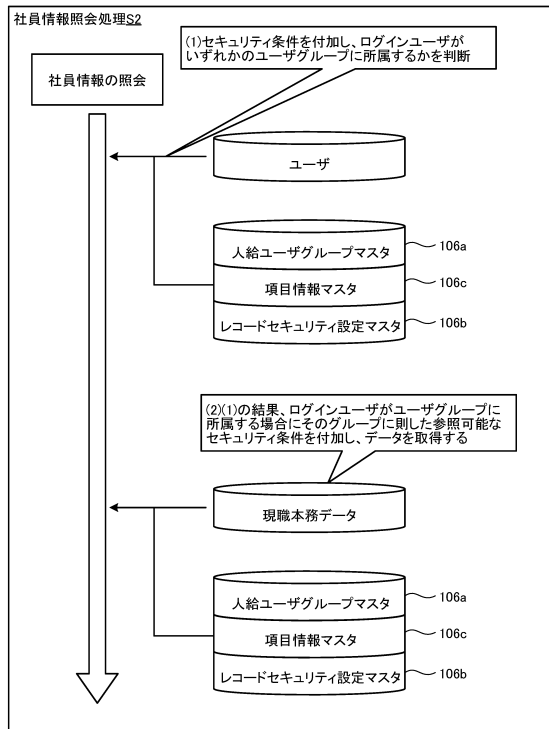 社員情報照会処理S2
(1)セキュリティ条件を付加し、ログインユーザが
いずれかのユーザグループに所属するかを判断
社員情報の照会
ユーザ
人給ユーザグループマスタ
106a
項目情報マスタ
106c
レコードセキュリティ設定マスタ
106b
(2)(1)の結果、ログインユーザがユーザグループに
所属する場合にそのグループに則した参照可能な
セキュリティ条件を付加し、データを取得する
現職本務データ
人給ユーザグループマスタ
106a
項目情報マスタ
106c
レコードセキュリティ設定マスタ
106b